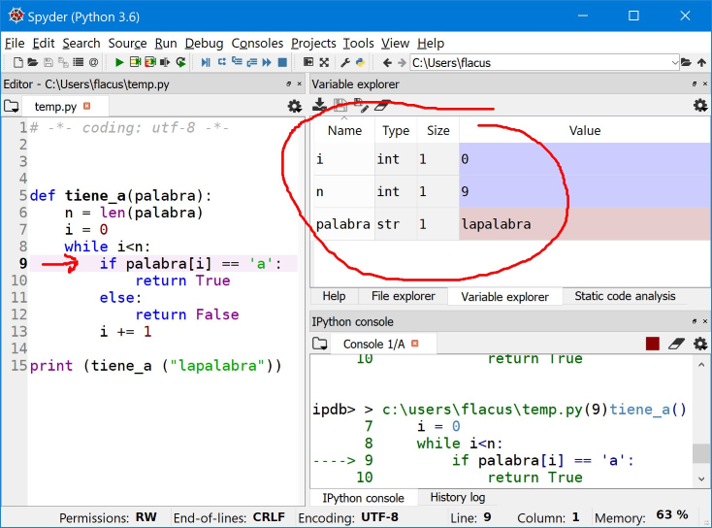 Spyder (Python 3.6)
File Edit Search Source Run Debug Consoles Projects Tools View Help
C:\Users\flacus
Editor - C:\Users\flacus\temp.py
temp.py
1 # -*- coding: utf-8 -*-
2
3
4
5 def tiene_a(palabra):
6     n = len(palabra)
7     i = 0
8     while i<n:
9         if palabra[i] == 'a':
10             return True
11         else:
12             return False
13         i += 1
14
15 print (tiene_a ("lapalabra"))
Variable explorer
Name Type Size Value
i int 1 0
n int 1 9
palabra str 1 lapalabra
Help File explorer Variable explorer Static code analysis
IPython console
Console 1/A
10             return True
ipdb> > c:\users\flacus\temp.py(9)tiene_a()
7     i = 0
8     while i<n:
----> 9         if palabra[i] == 'a':
10             return True
IPython console History log
Permissions: RW End-of-lines: CRLF Encoding: UTF-8 Line: 9 Column: 1 Memory: 63 %